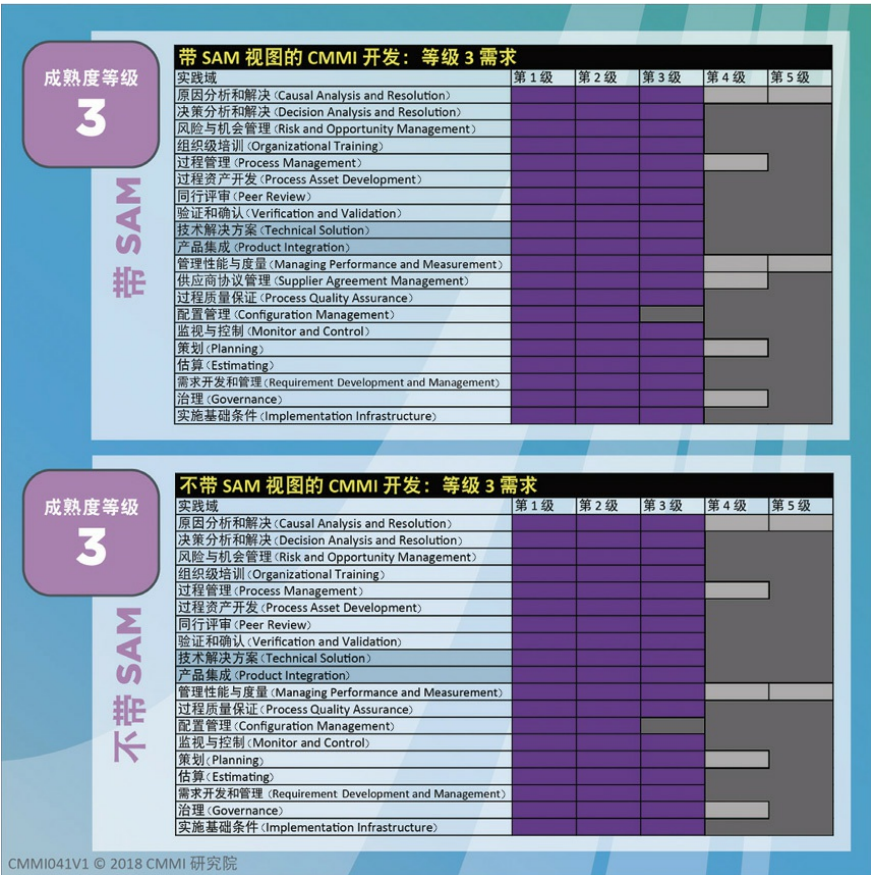 成熟度等级
3
带 SAM
带 SAM 视图的 CMMI 开发：等级 3 需求
实践域 第 1 级 第 2 级 第 3 级 第 4 级 第 5 级
原因分析和解决（Causal Analysis and Resolution）
决策分析和解决（Decision Analysis and Resolution）
风险与机会管理（Risk and Opportunity Management）
组织级培训（Organizational Training）
过程管理（Process Management）
过程资产开发（Process Asset Development）
同行评审（Peer Review）
验证和确认（Verification and Validation）
技术解决方案（Technical Solution）
产品集成（Product Integration）
管理性能与度量（Managing Performance and Measurement）
供应商协议管理（Supplier Agreement Management）
过程质量保证（Process Quality Assurance）
配置管理（Configuration Management）
监视与控制（Monitor and Control）
策划（Planning）
估算（Estimating）
需求开发和管理（Requirement Development and Management）
治理（Governance）
实施基础条件（Implementation Infrastructure）
成熟度等级
3
不带 SAM
不带 SAM 视图的 CMMI 开发：等级 3 需求
实践域 第 1 级 第 2 级 第 3 级 第 4 级 第 5 级
原因分析和解决（Causal Analysis and Resolution）
决策分析和解决（Decision Analysis and Resolution）
风险与机会管理（Risk and Opportunity Management）
组织级培训（Organizational Training）
过程管理（Process Management）
过程资产开发（Process Asset Development）
同行评审（Peer Review）
验证和确认（Verification and Validation）
技术解决方案（Technical Solution）
产品集成（Product Integration）
管理性能与度量（Managing Performance and Measurement）
过程质量保证（Process Quality Assurance）
配置管理（Configuration Management）
监视与控制（Monitor and Control）
策划（Planning）
估算（Estimating）
需求开发和管理（Requirement Development and Management）
治理（Governance）
实施基础条件（Implementation Infrastructure）
CMMI041V1 © 2018 CMMI 研究院